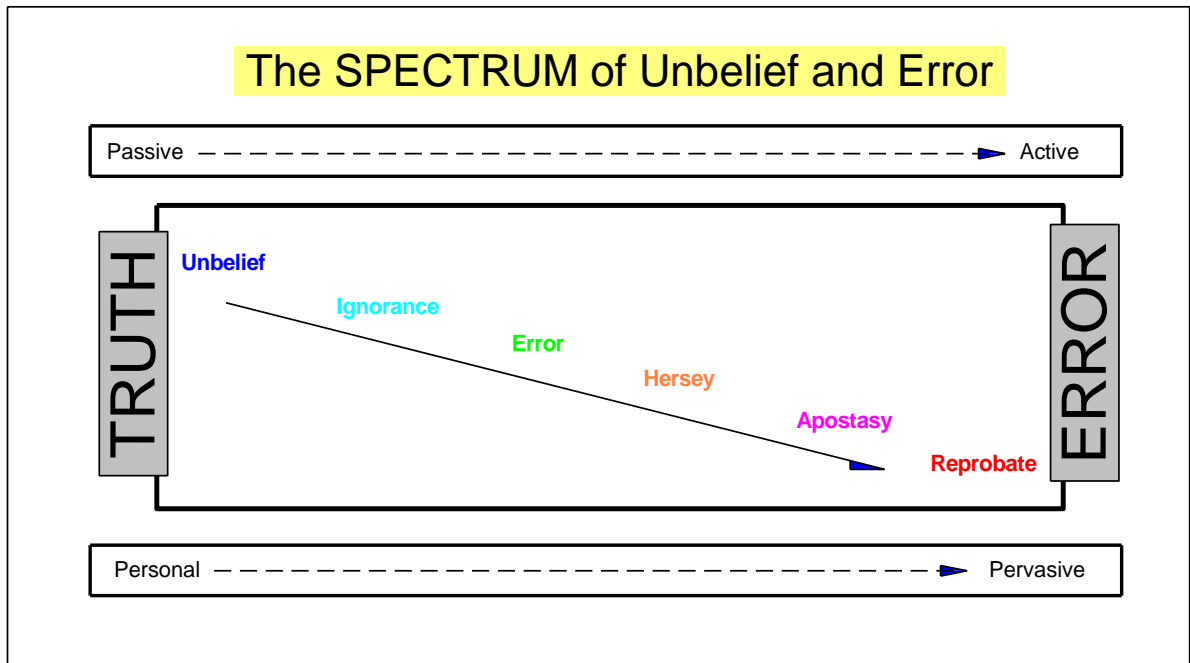 The SPECTRUM of Unbelief and Error
Passive Active
TRUTH
Unbelief
Ignorance
Error
Hersey
Apostasy
Reprobate
ERROR
Personal Pervasive